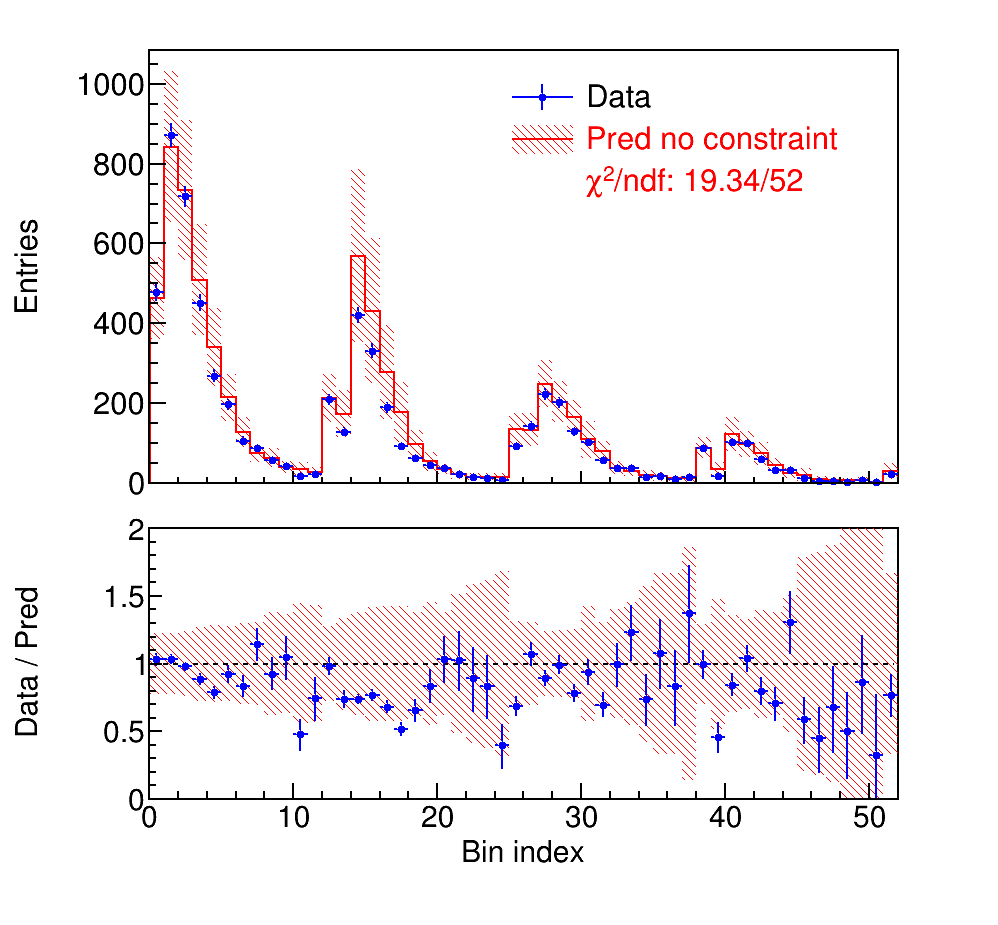 1000
800
600
400
200
0
Entries
Data
Pred no constraint
χ²/ndf: 19.34/52
2
1.5
1
0.5
0
Data / Pred
0 10 20 30 40 50
Bin index